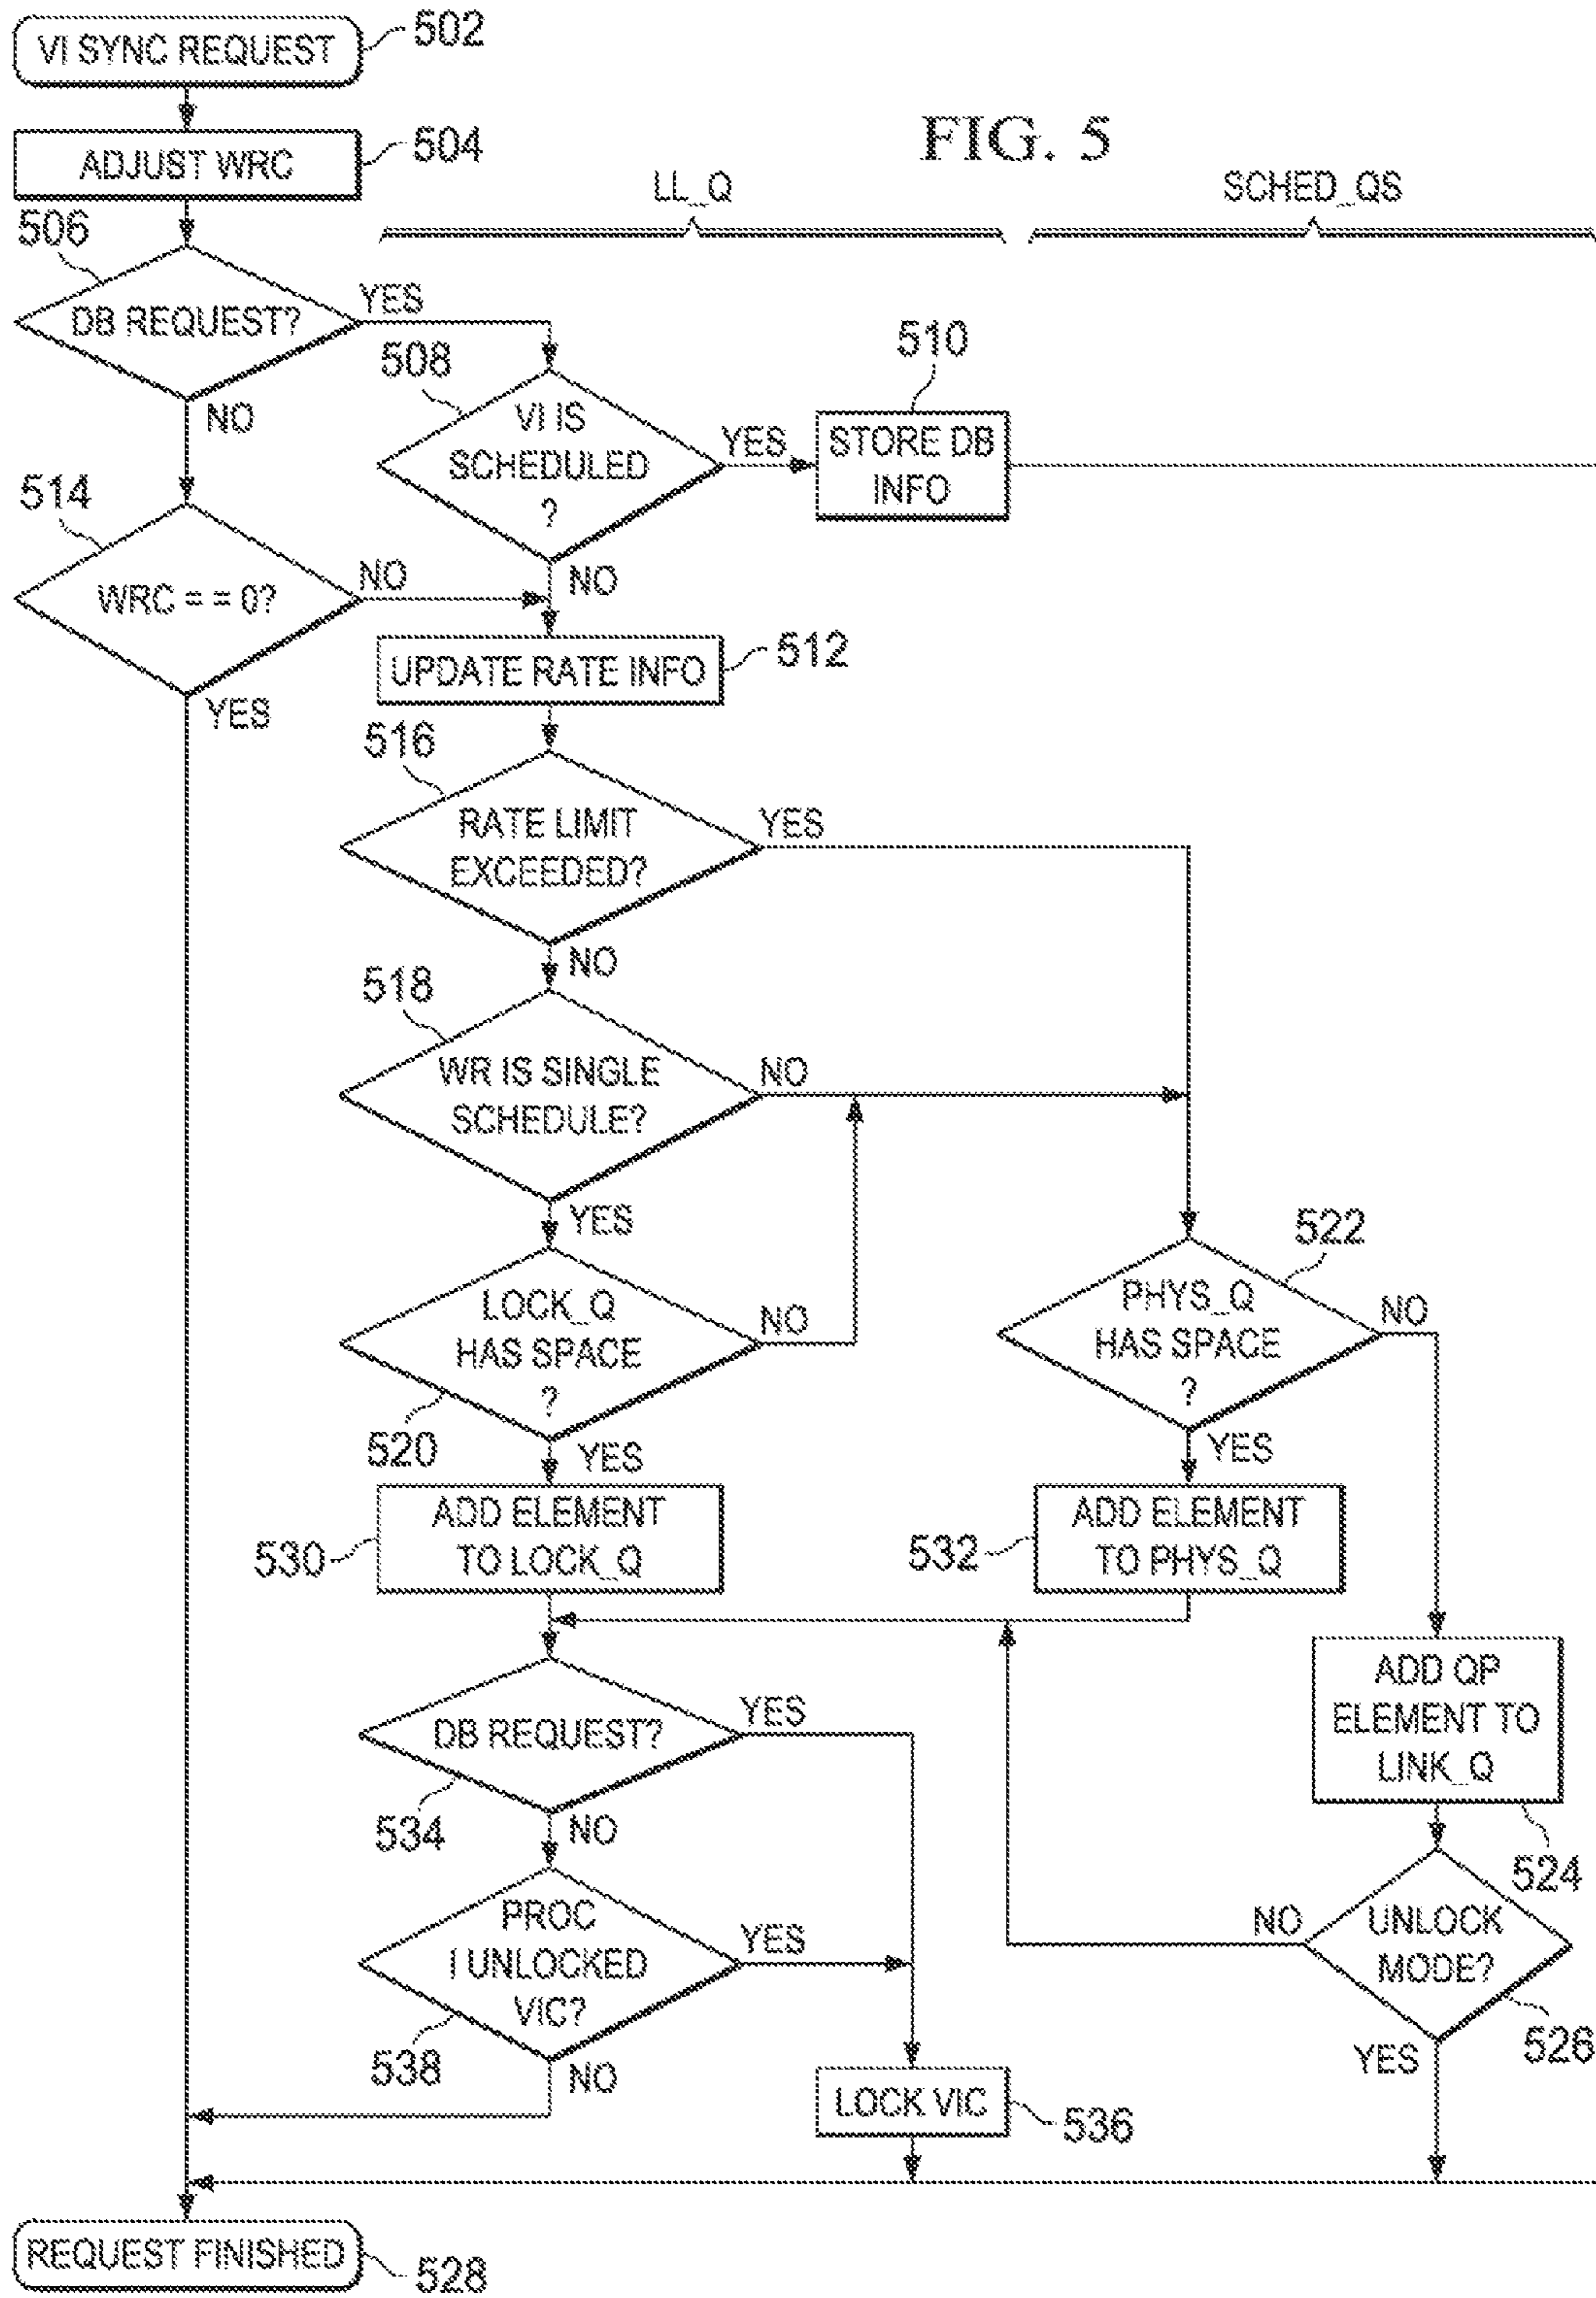 VI SYNC REQUEST
502
ADJUST WRC
504
FIG. 5
LL_Q
SCHED_QS
506
DB REQUEST?
YES
NO
508
VI IS
SCHEDULED
?
YES
NO
510
STORE DB
INFO
514
WRC = = 0?
NO
YES
UPDATE RATE INFO
512
516
RATE LIMIT
EXCEEDED?
YES
NO
518
WR IS SINGLE
SCHEDULE?
NO
YES
LOCK_Q
HAS SPACE
?
NO
520
YES
522
PHYS_Q
HAS SPACE
?
NO
YES
ADD ELEMENT
TO LOCK_Q
530
ADD ELEMENT
TO PHYS_Q
532
ADD QP
ELEMENT TO
LINK_Q
524
DB REQUEST?
YES
534
NO
PROC
I UNLOCKED
VIC?
YES
538
NO
UNLOCK
MODE?
NO
526
YES
LOCK VIC
536
REQUEST FINISHED
528